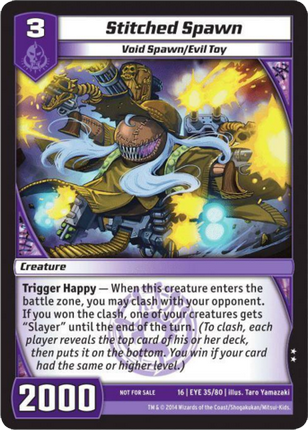 3
Stitched Spawn
Void Spawn/Evil Toy
Creature
Trigger Happy — When this creature enters the
battle zone, you may clash with your opponent.
If you won the clash, one of your creatures gets
"Slayer" until the end of the turn. (To clash, each
player reveals the top card of his or her deck,
then puts it on the bottom. You win if your card
had the same or higher level.)
2000
NOT FOR SALE 16 | EYE 35/80 | illus. Taro Yamazaki
TM & © 2014 Wizards of the Coast/Shogakukan/Mitsui-Kids.